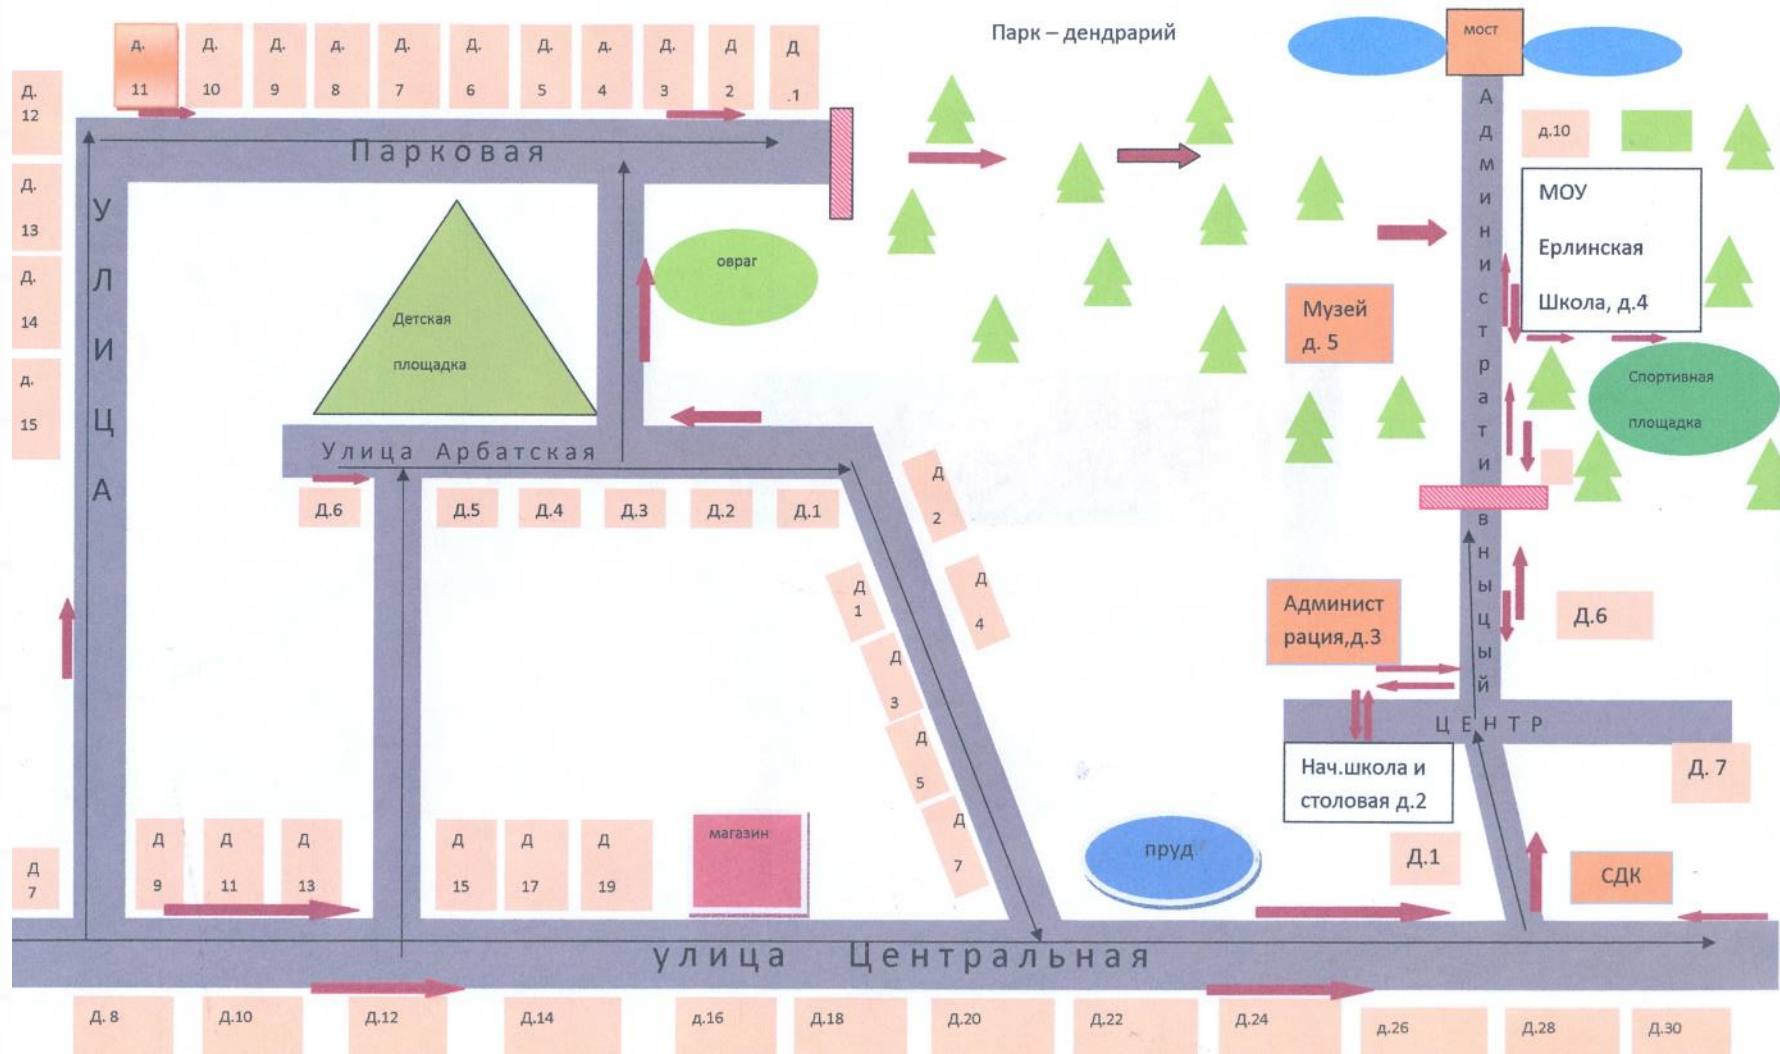 Парк – дендрарий
мост
д.
11
Д.
10
Д.
9
д.
8
Д.
7
Д.
6
Д.
5
д.
4
Д.
3
Д
2
Д
.1
Д.
12
Д.
13
Д.
14
д.
15
УЛИЦА
Парковая
Детская
площадка
овраг
Улица Арбатская
Д.6
Д.5
Д.4
Д.3
Д.2
Д.1
Д
2
Д
4
Д
1
Д
3
Д
5
Д
7
Административныцый
д.10
МОУ
Ерлинская
Школа, д.4
Музей
д. 5
Спортивная
площадка
Админист
рация,д.3
Д.6
ЦЕНТР
Нач.школа и
столовая д.2
Д. 7
Д.1
СДК
пруд
магазин
Д
7
Д
9
Д
11
Д
13
Д
15
Д
17
Д
19
улица Центральная
Д. 8
Д.10
Д.12
Д.14
д.16
Д.18
Д.20
Д.22
Д.24
д.26
Д.28
Д.30